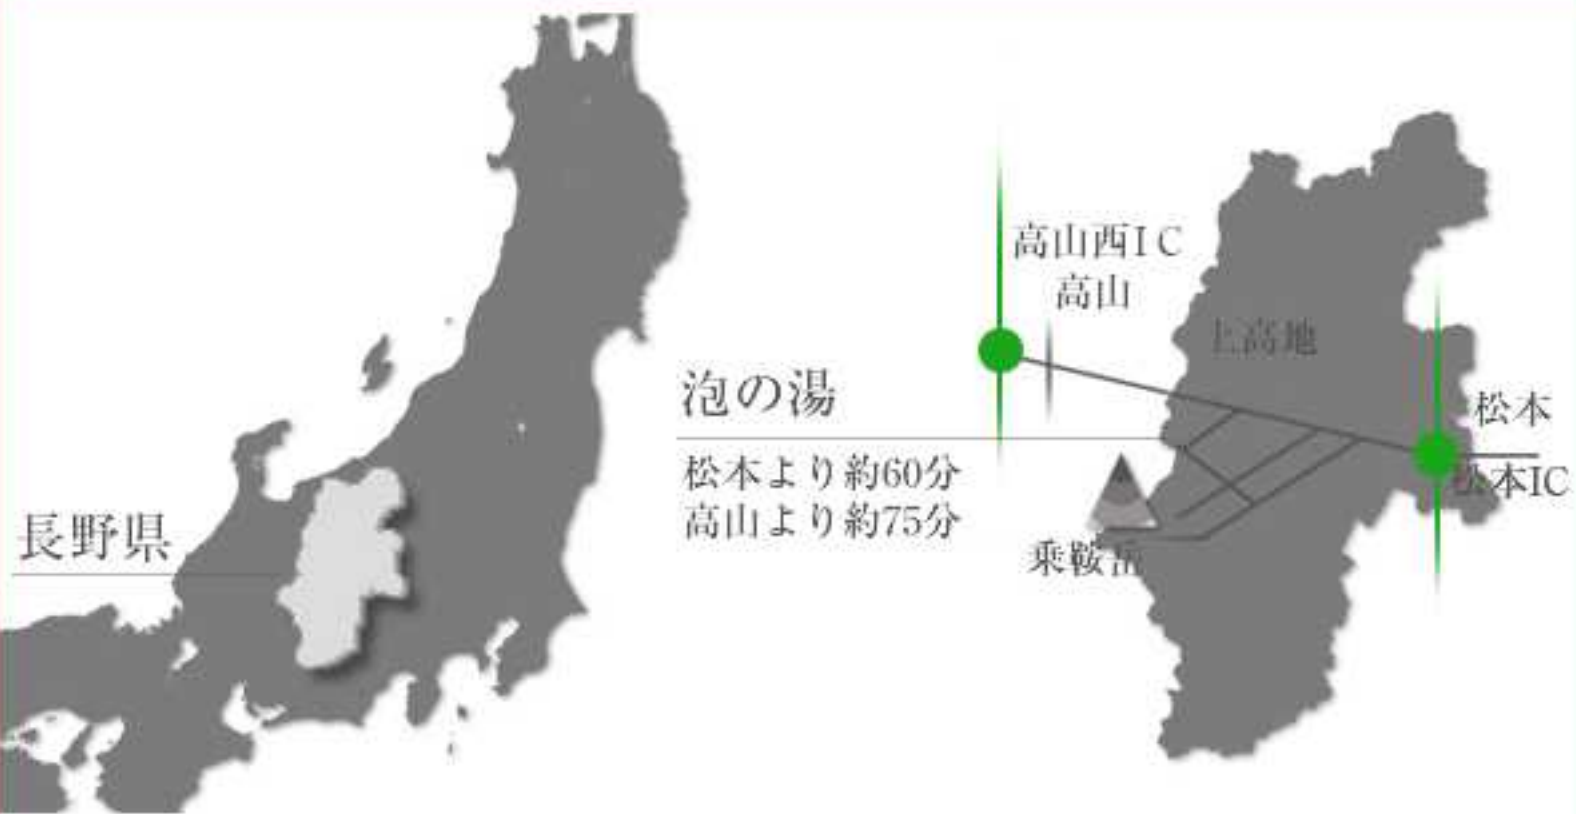 長野県
泡の湯
松本より約60分
高山より約75分
高山西IC
高山
上高地
乗鞍岳
松本
松本IC